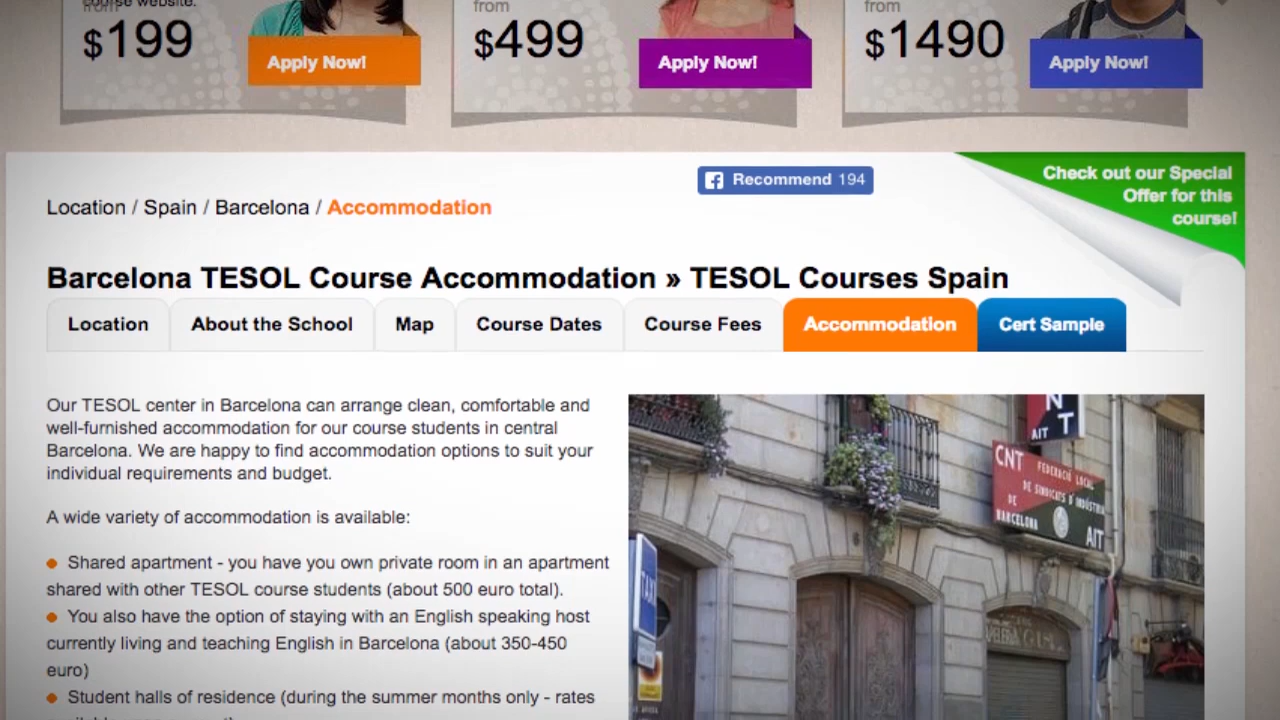 course website.
from
from
from
$199
$499
$1490
Apply Now!
Apply Now!
Apply Now!
Recommend 194
Check out our Special
Offer for this
course!
Location / Spain / Barcelona / Accommodation
Barcelona TESOL Course Accommodation » TESOL Courses Spain
Location
About the School
Map
Course Dates
Course Fees
Accommodation
Cert Sample
Our TESOL center in Barcelona can arrange clean, comfortable and
well-furnished accommodation for our course students in central
Barcelona. We are happy to find accommodation options to suit your
individual requirements and budget.
A wide variety of accommodation is available:
Shared apartment - you have you own private room in an apartment
shared with other TESOL course students (about 500 euro total).
You also have the option of staying with an English speaking host
currently living and teaching English in Barcelona (about 350-450
euro)
Student halls of residence (during the summer months only - rates
N
T
AIT
CNT FEDERACIÓ LOCAL
DE SINDICATS D'INDÚSTRIA
DE
BARCELONA
AIT
TAXI